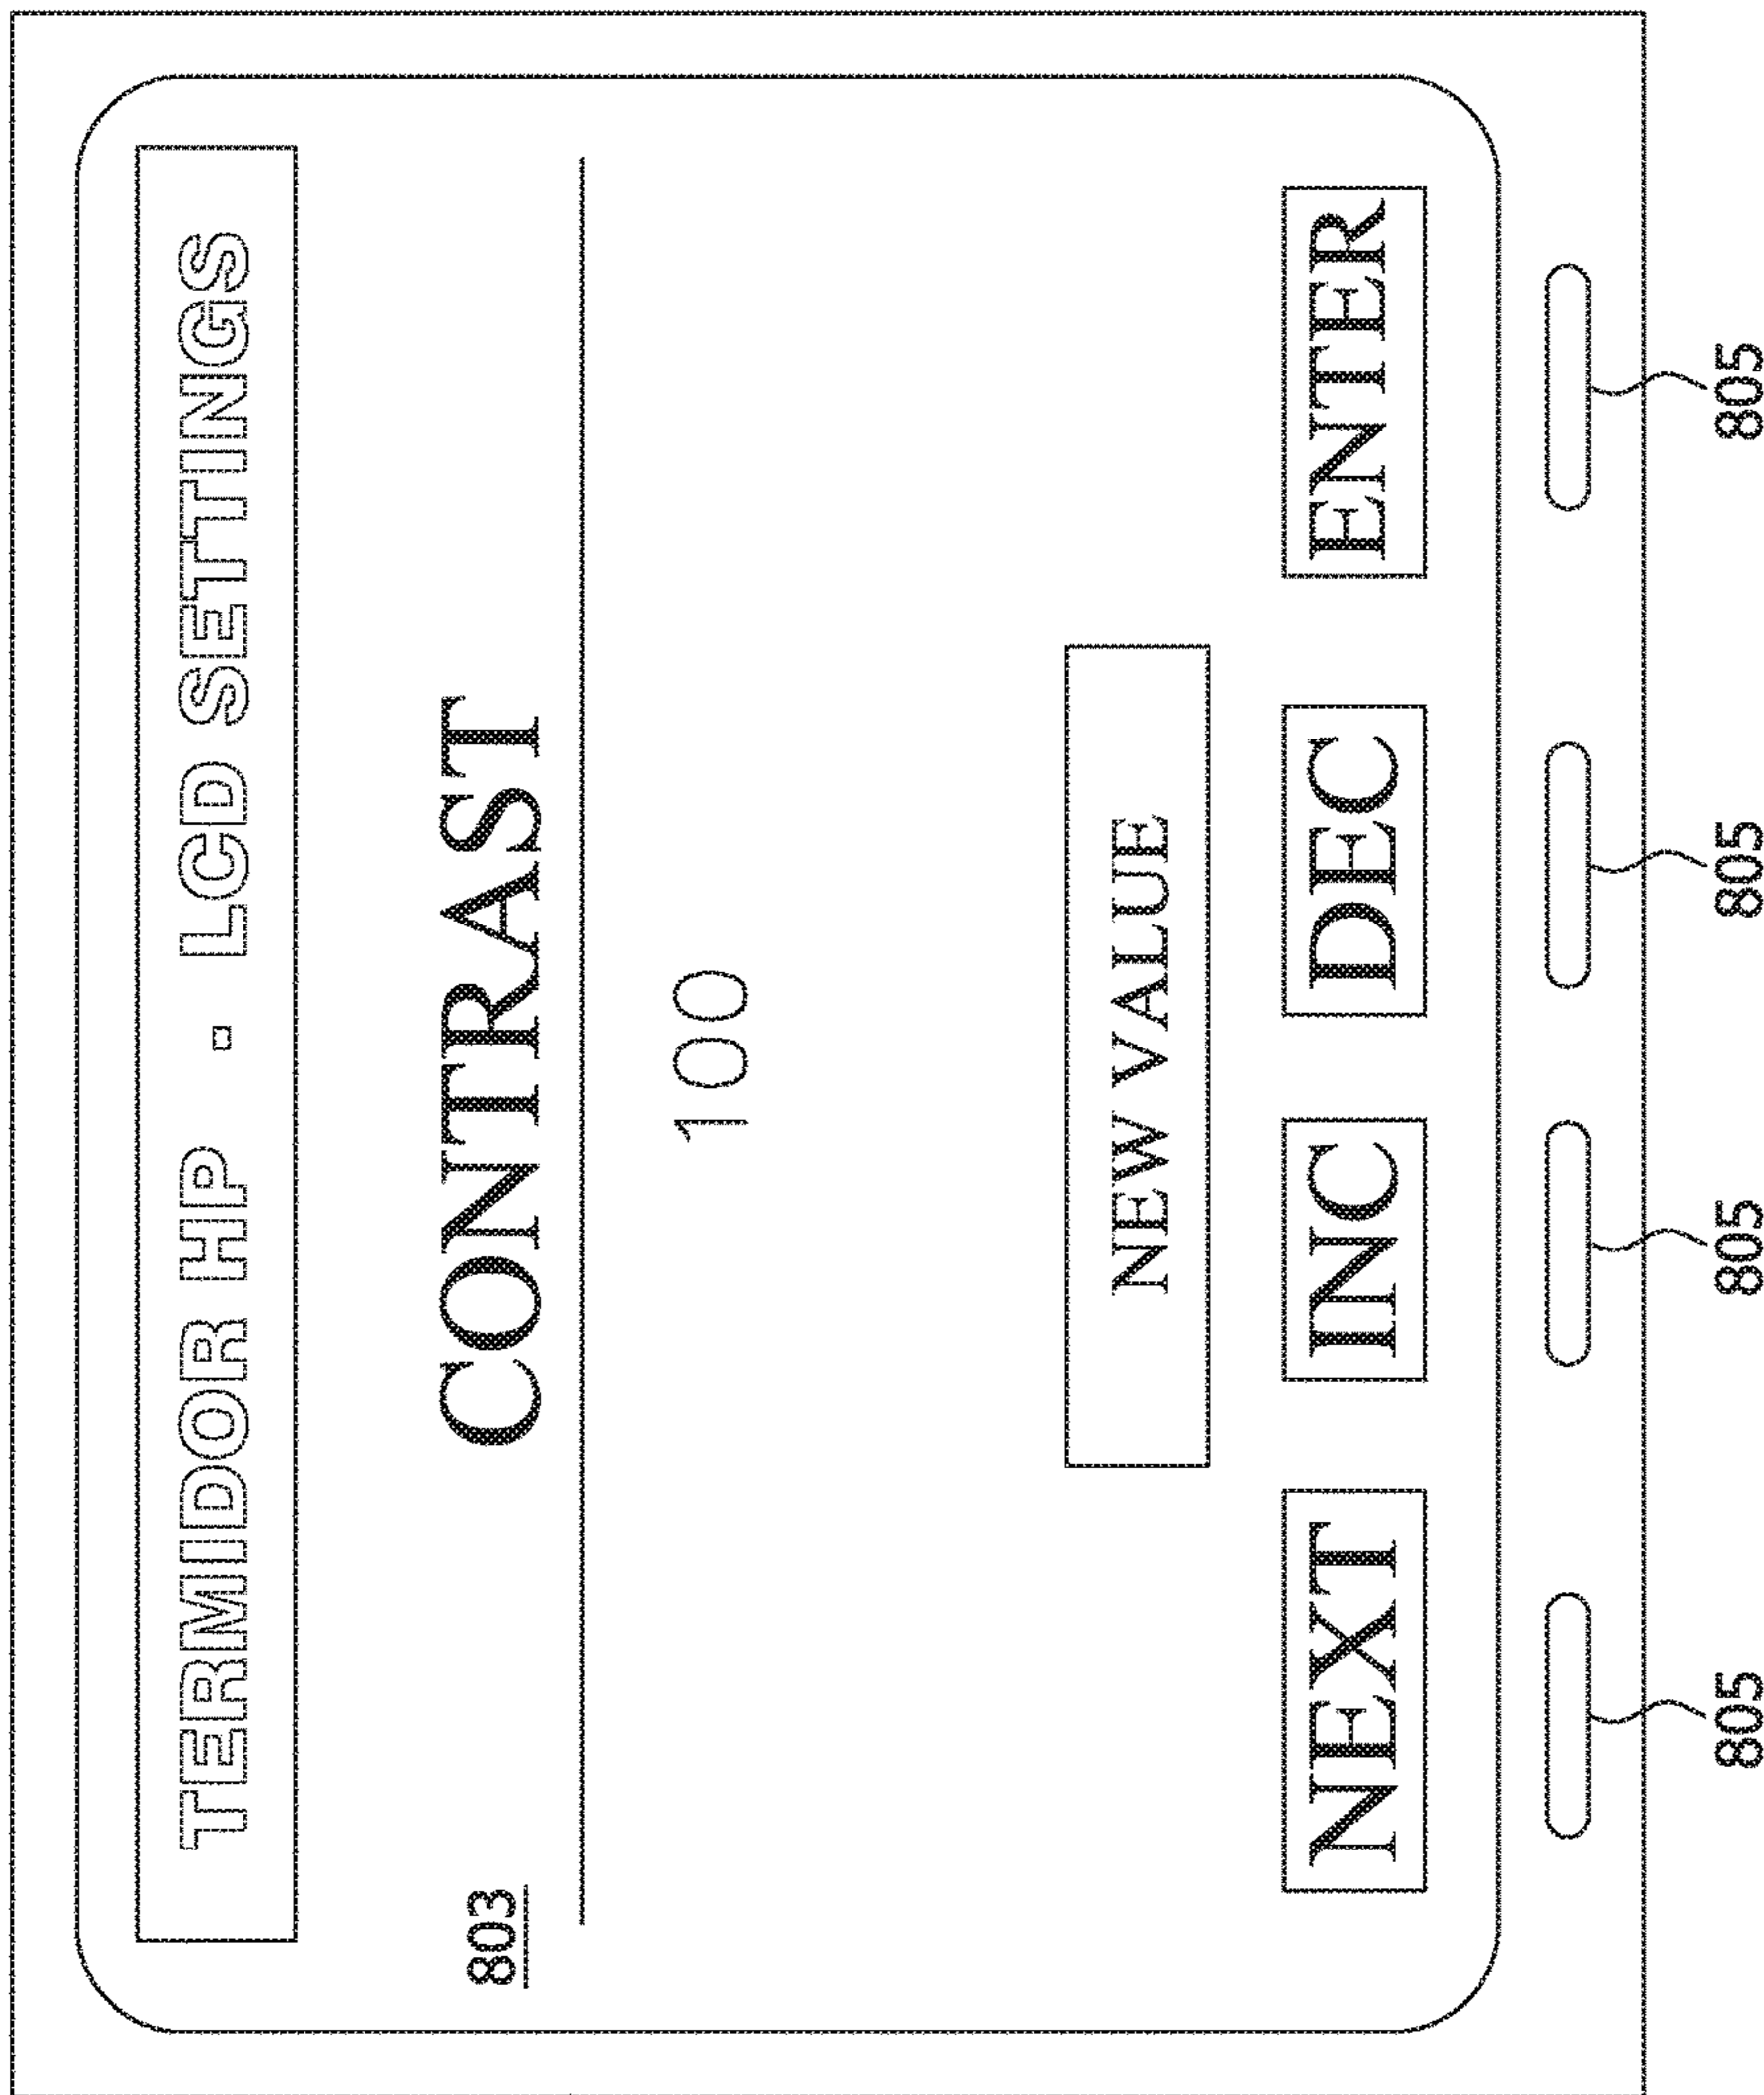 TERMIDOR HP - LCD SETTINGS
803
CONTRAST
100
NEW VALUE
NEXT INC DEC ENTER
805 805 805 805